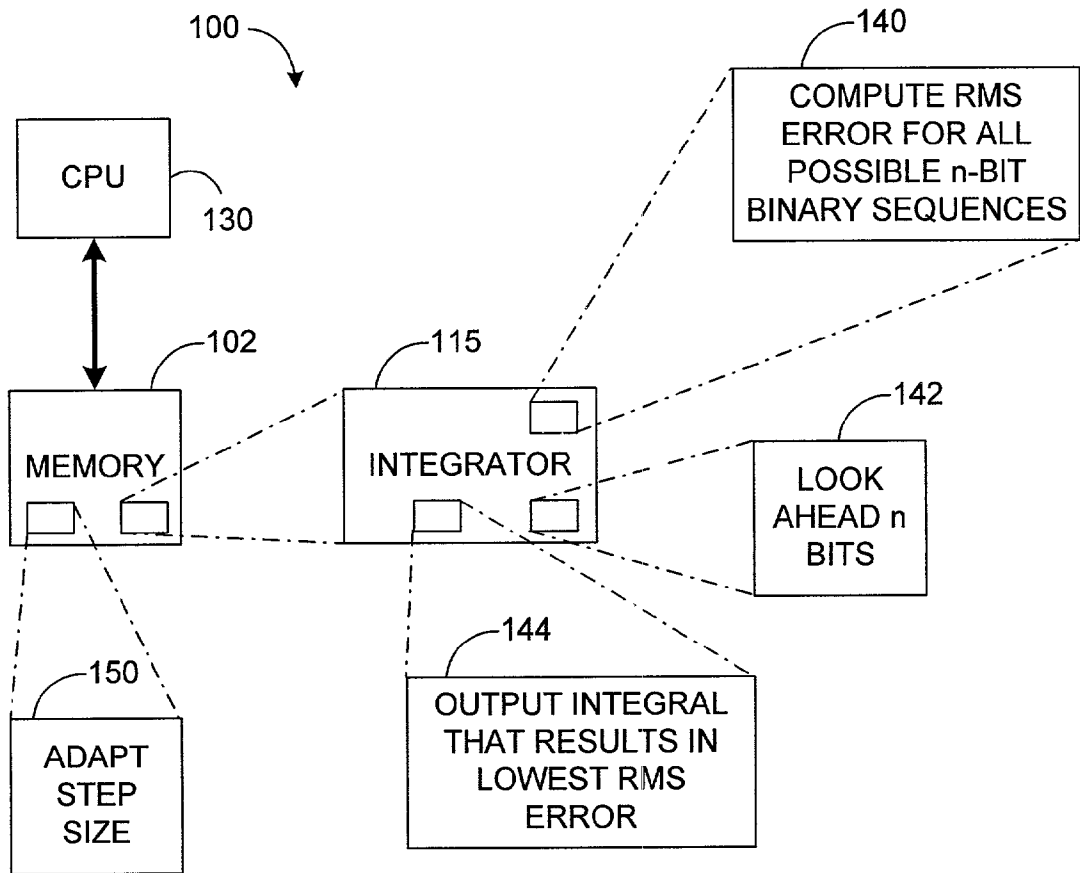 100
140
COMPUTE RMS
ERROR FOR ALL
POSSIBLE n-BIT
BINARY SEQUENCES
CPU
130
102
115
142
MEMORY
INTEGRATOR
LOOK
AHEAD n
BITS
144
150
OUTPUT INTEGRAL
THAT RESULTS IN
LOWEST RMS
ERROR
ADAPT
STEP
SIZE